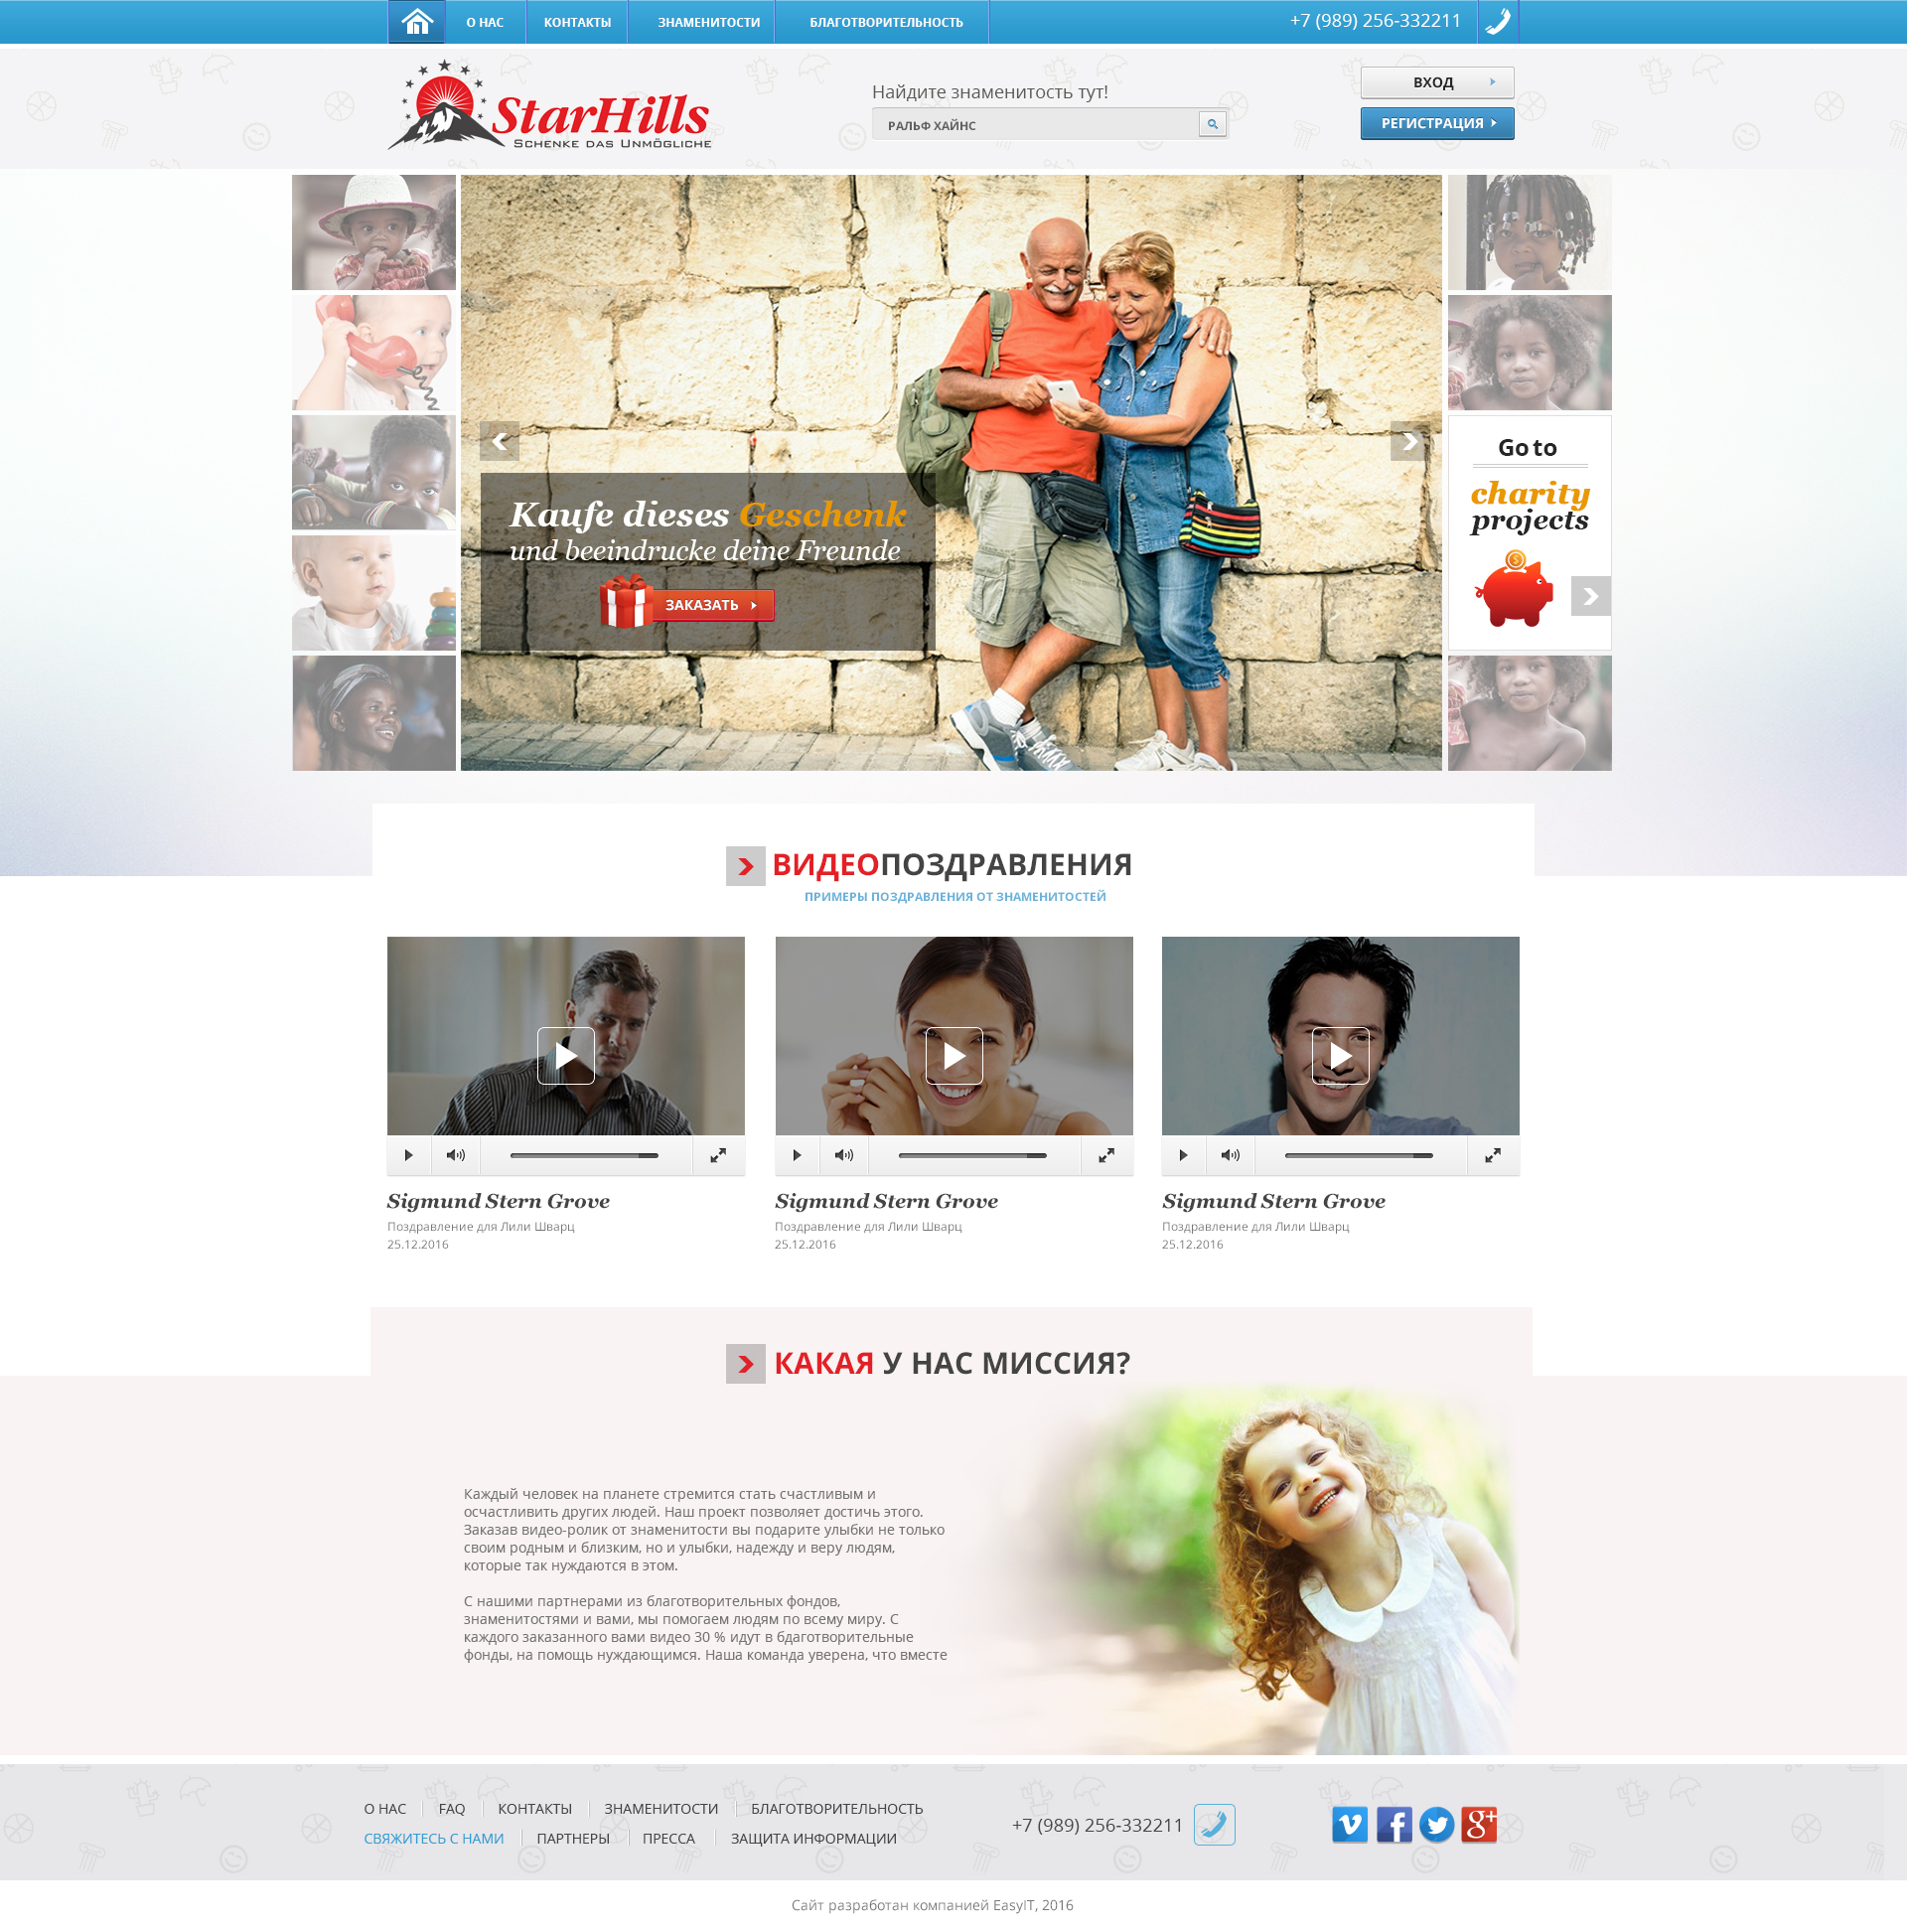 О НАС
КОНТАКТЫ
ЗНАМЕНИТОСТИ
БЛАГОТВОРИТЕЛЬНОСТЬ
+7 (989) 256-332211
StarHills
Schenke das Unmögliche
Найдите знаменитость тут!
РАЛЬФ ХАЙНС
ВХОД
РЕГИСТРАЦИЯ
Kaufe dieses Geschenk
und beeindrucke deine Freunde
ЗАКАЗАТЬ
Go to
charity
projects
ВИДЕОПОЗДРАВЛЕНИЯ
ПРИМЕРЫ ПОЗДРАВЛЕНИЯ ОТ ЗНАМЕНИТОСТЕЙ
Sigmund Stern Grove
Поздравление для Лили Шварц
25.12.2016
Sigmund Stern Grove
Поздравление для Лили Шварц
25.12.2016
Sigmund Stern Grove
Поздравление для Лили Шварц
25.12.2016
КАКАЯ У НАС МИССИЯ?
Каждый человек на планете стремится стать счастливым и
осчастливить других людей. Наш проект позволяет достичь этого.
Заказав видео-ролик от знаменитости вы подарите улыбки не только
своим родным и близким, но и улыбки, надежду и веру людям,
которые так нуждаются в этом.
С нашими партнерами из благотворительных фондов,
знаменитостями и вами, мы помогаем людям по всему миру. С
каждого заказанного вами видео 30 % идут в бдаготворительные
фонды, на помощь нуждающимся. Наша команда уверена, что вместе
О НАС
FAQ
КОНТАКТЫ
ЗНАМЕНИТОСТИ
БЛАГОТВОРИТЕЛЬНОСТЬ
СВЯЖИТЕСЬ С НАМИ
ПАРТНЕРЫ
ПРЕССА
ЗАЩИТА ИНФОРМАЦИИ
+7 (989) 256-332211
Сайт разработан компанией EasyIT, 2016